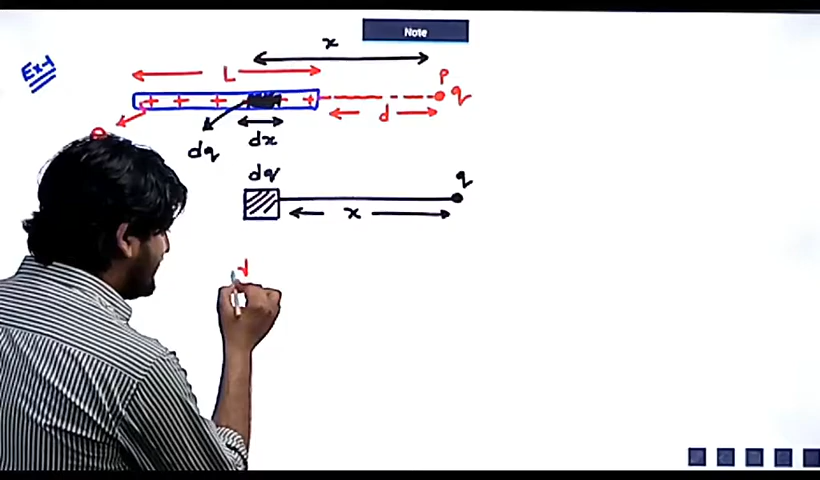 Note
Ex-1
x
L
P
q
+ + + + - +
d
Q
dq
dx
dq
q
x